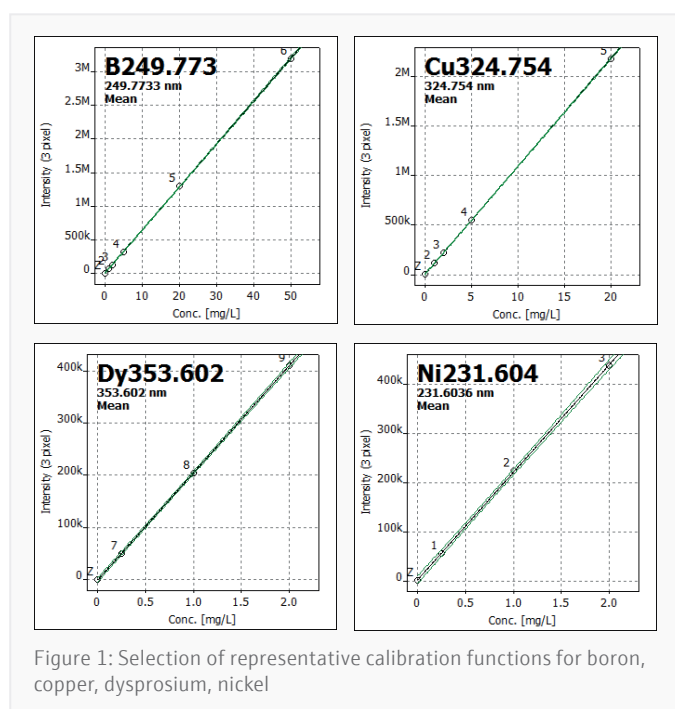 B249.773
249.7733 nm
Mean
Intensity (3 pixel)
3M
2.5M
2M
1.5M
1M
500k
0
Z
2
3
4
5
6
0 10 20 30 40 50
Conc. [mg/L]
Cu324.754
324.754 nm
Mean
Intensity (3 pixel)
2M
1.5M
1M
500k
0
Z
2
3
4
5
0 5 10 15 20
Conc. [mg/L]
Dy353.602
353.602 nm
Mean
Intensity (3 pixel)
400k
300k
200k
100k
0
Z
7
8
9
0 0.5 1.0 1.5 2.0
Conc. [mg/L]
Ni231.604
231.6036 nm
Mean
Intensity (3 pixel)
400k
300k
200k
100k
0
Z
1
2
3
0 0.5 1.0 1.5 2.0
Conc. [mg/L]
Figure 1: Selection of representative calibration functions for boron,
copper, dysprosium, nickel